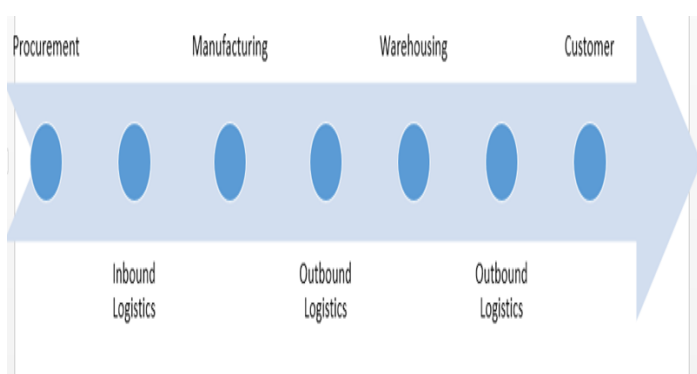 Procurement
Manufacturing
Warehousing
Customer
Inbound
Logistics
Outbound
Logistics
Outbound
Logistics